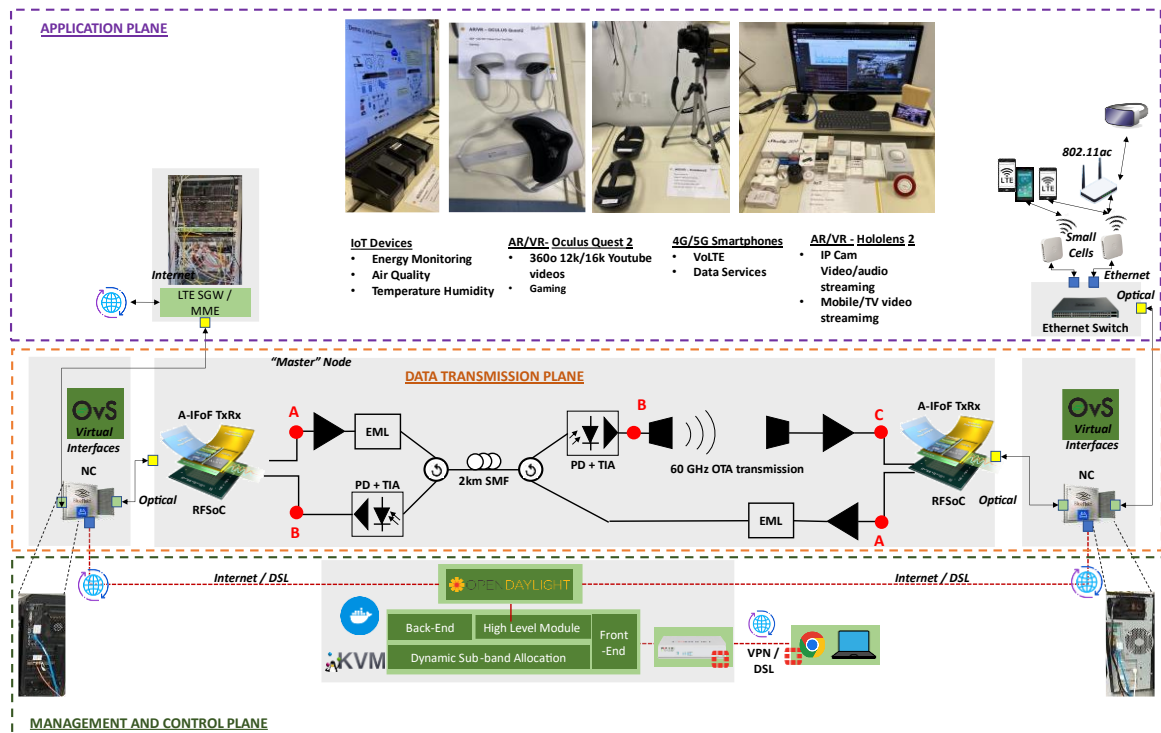 APPLICATION PLANE
802.11ac
LTE
LTE
Small
Cells
Ethernet
Optical
Ethernet Switch
Internet
LTE SGW /
MME
IoT Devices
• Energy Monitoring
• Air Quality
• Temperature Humidity
AR/VR- Oculus Quest 2
• 360o 12k/16k Youtube
videos
• Gaming
4G/5G Smartphones
• VoLTE
• Data Services
AR/VR - Hololens 2
• IP Cam
Video/audio
streaming
• Mobile/TV video
streamimg
"Master" Node
DATA TRANSMISSION PLANE
OvS
Virtual
Interfaces
NC
Optical
A-IFoF TxRx
RFSoC
A
B
EML
PD + TIA
2km SMF
PD + TIA
B
60 GHz OTA transmission
C
EML
A
A-IFoF TxRx
RFSoC
Optical
OvS
Virtual
Interfaces
NC
Internet / DSL
OPENDAYLIGHT
Internet / DSL
KVM
Back-End
High Level Module
Front
-End
Dynamic Sub-band Allocation
VPN /
DSL
MANAGEMENT AND CONTROL PLANE